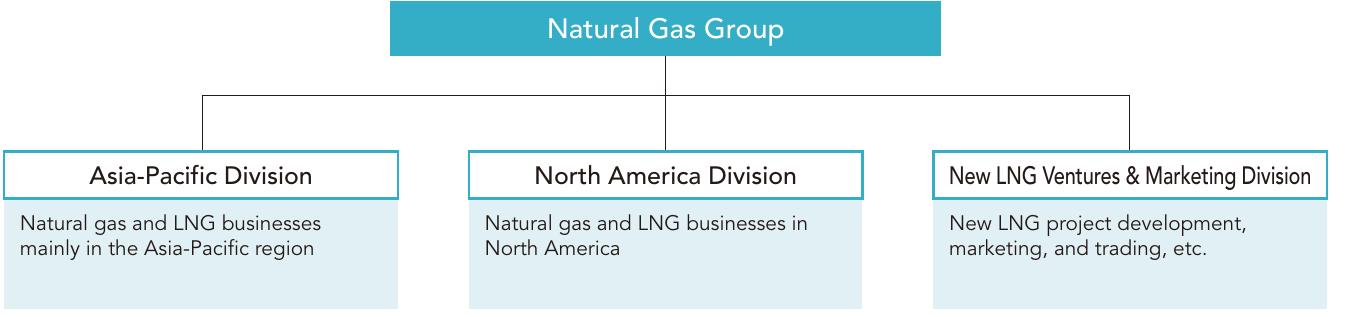 Natural Gas Group
Asia-Pacific Division
Natural gas and LNG businesses
mainly in the Asia-Pacific region
North America Division
Natural gas and LNG businesses in
North America
New LNG Ventures & Marketing Division
New LNG project development,
marketing, and trading, etc.